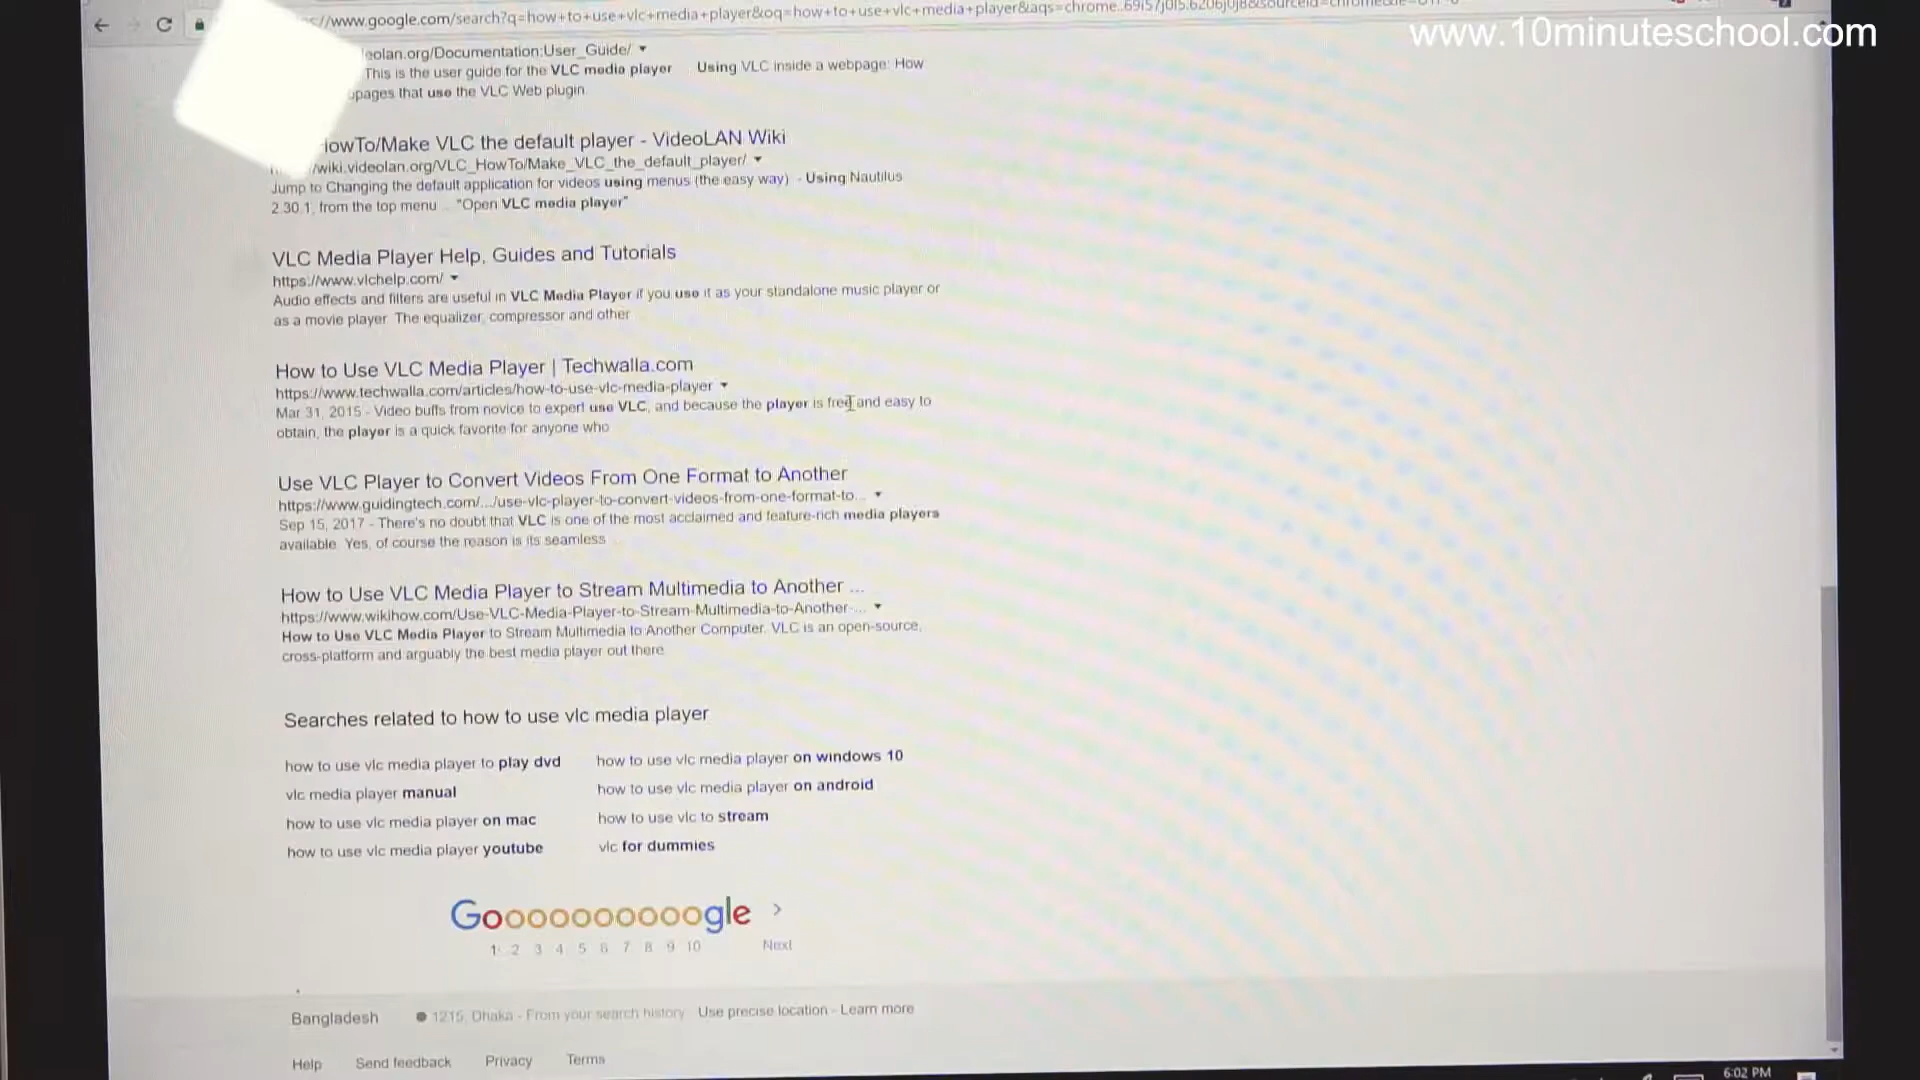 ://www.google.com/search?q=how+to+use+vlc+media+player&oq=how+to+use+vlc+media+player&aqs=chrome..69i57j0l5.6206j0j8&sourceid=chrome&ie=UTF-8
www.10minuteschool.com
eolan.org/Documentation:User_Guide/
This is the user guide for the VLC media player Using VLC inside a webpage: How
pages that use the VLC Web plugin
HowTo/Make VLC the default player - VideoLAN Wiki
/wiki.videolan.org/VLC_HowTo/Make_VLC_the_default_player/
Jump to Changing the default application for videos using menus (the easy way) - Using Nautilus
2.30.1, from the top menu ... "Open VLC media player"
VLC Media Player Help, Guides and Tutorials
https://www.vlchelp.com/
Audio effects and filters are useful in VLC Media Player if you use it as your standalone music player or
as a movie player. The equalizer, compressor and other
How to Use VLC Media Player | Techwalla.com
https://www.techwalla.com/articles/how-to-use-vlc-media-player
Mar 31, 2015 - Video buffs from novice to expert use VLC, and because the player is free and easy to
obtain, the player is a quick favorite for anyone who
Use VLC Player to Convert Videos From One Format to Another
https://www.guidingtech.com/.../use-vlc-player-to-convert-videos-from-one-format-to...
Sep 15, 2017 - There's no doubt that VLC is one of the most acclaimed and feature-rich media players
available. Yes, of course the reason is its seamless ...
How to Use VLC Media Player to Stream Multimedia to Another ...
https://www.wikihow.com/Use-VLC-Media-Player-to-Stream-Multimedia-to-Another-...
How to Use VLC Media Player to Stream Multimedia to Another Computer. VLC is an open-source,
cross-platform and arguably the best media player out there
Searches related to how to use vlc media player
how to use vlc media player to play dvd how to use vlc media player on windows 10
vlc media player manual how to use vlc media player on android
how to use vlc media player on mac how to use vlc to stream
how to use vlc media player youtube vlc for dummies
Goooooooooogle >
1 2 3 4 5 6 7 8 9 10 Next
Bangladesh 1215, Dhaka - From your search history - Use precise location - Learn more
Help Send feedback Privacy Terms
6:02 PM